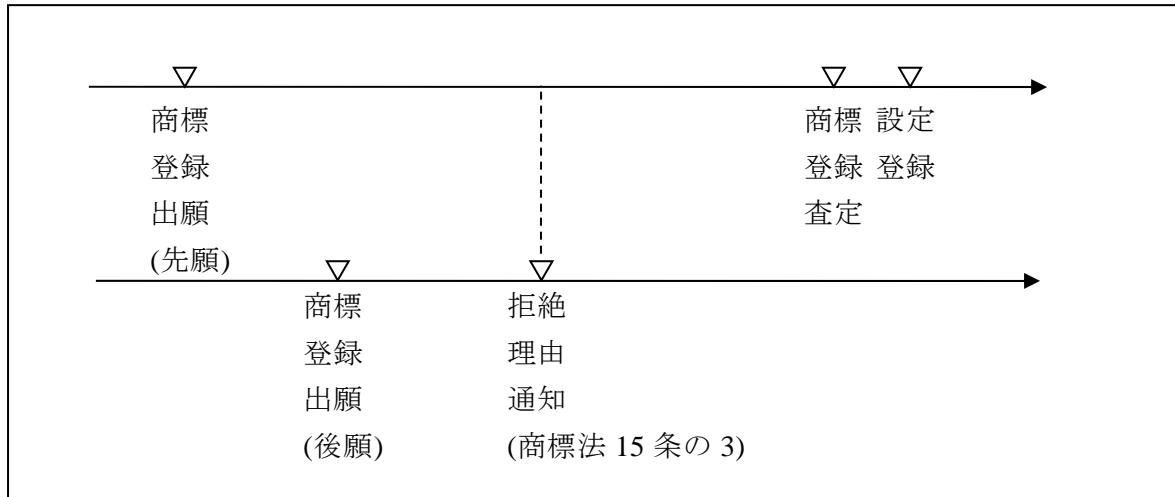 商標
登録
出願
(先願)
商標 設定
登録 登録
査定
商標
登録
出願
(後願)
拒絶
理由
通知
(商標法 15 条の 3)